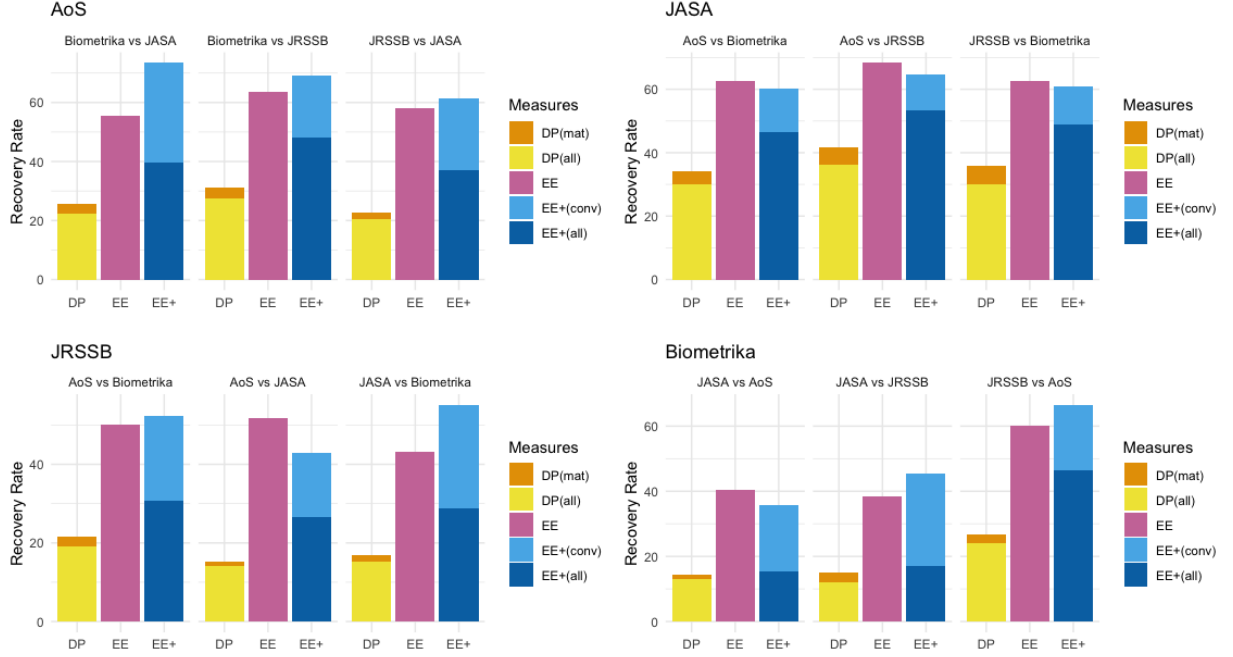 AoS
Biometrika vs JASA
Biometrika vs JRSSB
JRSSB vs JASA
Recovery Rate
60
40
20
0
DP EE EE+
DP EE EE+
DP EE EE+
Measures
DP(mat)
DP(all)
EE
EE+(conv)
EE+(all)
JASA
AoS vs Biometrika
AoS vs JRSSB
JRSSB vs Biometrika
Recovery Rate
60
40
20
0
DP EE EE+
DP EE EE+
DP EE EE+
Measures
DP(mat)
DP(all)
EE
EE+(conv)
EE+(all)
JRSSB
AoS vs Biometrika
AoS vs JASA
JASA vs Biometrika
Recovery Rate
40
20
0
DP EE EE+
DP EE EE+
DP EE EE+
Measures
DP(mat)
DP(all)
EE
EE+(conv)
EE+(all)
Biometrika
JASA vs AoS
JASA vs JRSSB
JRSSB vs AoS
Recovery Rate
60
40
20
0
DP EE EE+
DP EE EE+
DP EE EE+
Measures
DP(mat)
DP(all)
EE
EE+(conv)
EE+(all)